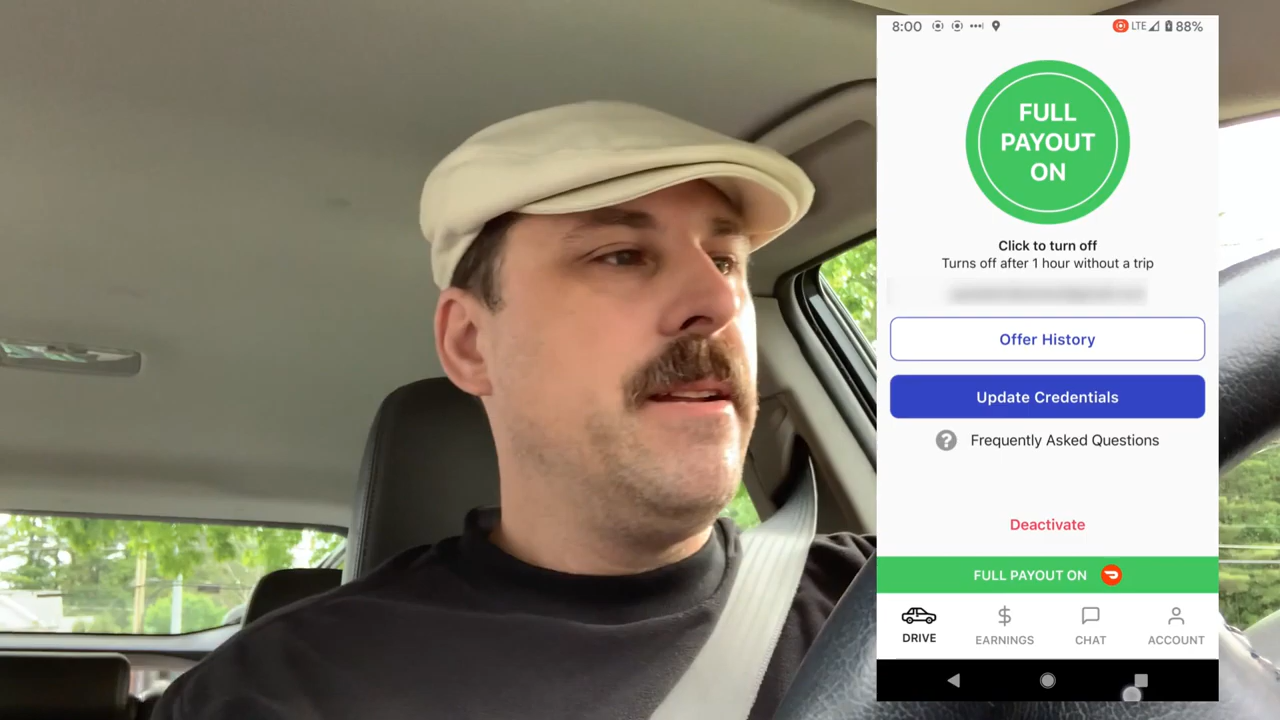 8:00
LTE
88%
FULL
PAYOUT
ON
Click to turn off
Turns off after 1 hour without a trip
Offer History
Update Credentials
? Frequently Asked Questions
Deactivate
FULL PAYOUT ON
DRIVE
EARNINGS
CHAT
ACCOUNT